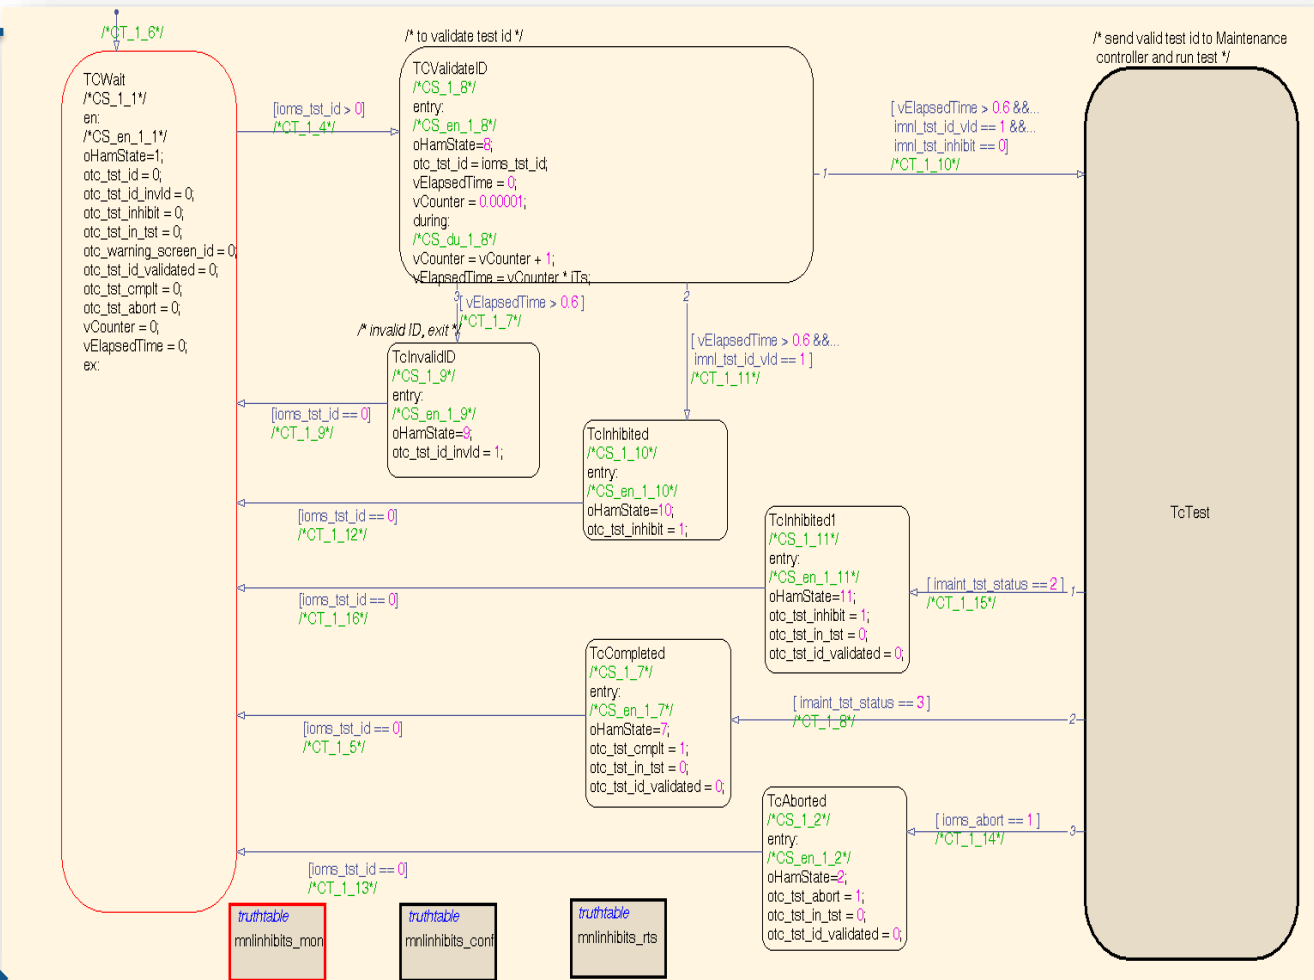 /*CT_1_6*/
TCWait
/*CS_1_1*/
en:
/*CS_en_1_1*/
oHamState=1;
otc_tst_id = 0;
otc_tst_id_invld = 0;
otc_tst_inhibit = 0;
otc_tst_in_tst = 0;
otc_warning_screen_id = 0;
otc_tst_id_validated = 0;
otc_tst_cmplt = 0;
otc_tst_abort = 0;
vCounter = 0;
vElapsedTime = 0;
ex:
[ioms_tst_id > 0]
/*CT_1_4*/
/* to validate test id */
TCValidateID
/*CS_1_8*/
entry:
/*CS_en_1_8*/
oHamState=8;
otc_tst_id = ioms_tst_id;
vElapsedTime = 0;
vCounter = 0.00001;
during:
/*CS_du_1_8*/
vCounter = vCounter + 1;
vElapsedTime = vCounter * iTs;
1
[ vElapsedTime > 0.6 &&...
imnl_tst_id_vld == 1 &&...
imnl_tst_inhibit == 0]
/*CT_1_10*/
/* send valid test id to Maintenance
controller and run test */
TcTest
3
[ vElapsedTime > 0.6 ]
/*CT_1_7*/
/* invalid ID, exit */
2
[ vElapsedTime > 0.6 &&...
imnl_tst_id_vld == 1 ]
/*CT_1_11*/
TcInvalidID
/*CS_1_9*/
entry:
/*CS_en_1_9*/
oHamState=9;
otc_tst_id_invld = 1;
[ioms_tst_id == 0]
/*CT_1_9*/
TcInhibited
/*CS_1_10*/
entry:
/*CS_en_1_10*/
oHamState=10;
otc_tst_inhibit = 1;
[ioms_tst_id == 0]
/*CT_1_12*/
TcInhibited1
/*CS_1_11*/
entry:
/*CS_en_1_11*/
oHamState=11;
otc_tst_inhibit = 1;
otc_tst_in_tst = 0;
otc_tst_id_validated = 0;
[ imaint_tst_status == 2 ]
1
/*CT_1_15*/
[ioms_tst_id == 0]
/*CT_1_16*/
TcCompleted
/*CS_1_7*/
entry:
/*CS_en_1_7*/
oHamState=7;
otc_tst_cmplt = 1;
otc_tst_in_tst = 0;
otc_tst_id_validated = 0;
[ imaint_tst_status == 3 ]
2
/*CT_1_8*/
[ioms_tst_id == 0]
/*CT_1_5*/
TcAborted
/*CS_1_2*/
entry:
/*CS_en_1_2*/
oHamState=2;
otc_tst_abort = 1;
otc_tst_in_tst = 0;
otc_tst_id_validated = 0;
[ ioms_abort == 1 ]
3
/*CT_1_14*/
[ioms_tst_id == 0]
/*CT_1_13*/
truthtable
mnlinhibits_mon
truthtable
mnlinhibits_conf
truthtable
mnlinhibits_rts